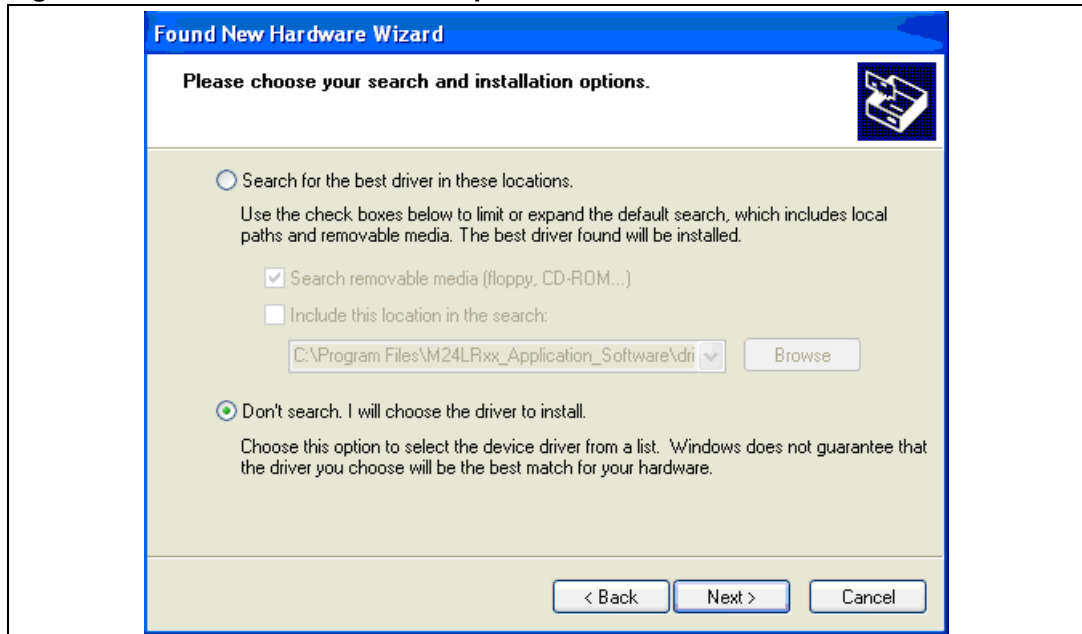 Found New Hardware Wizard
Please choose your search and installation options.
Search for the best driver in these locations.
Use the check boxes below to limit or expand the default search, which includes local
paths and removable media. The best driver found will be installed.
Search removable media (floppy, CD-ROM...)
Include this location in the search:
C:\Program Files\M24LRxx_Application_Software\dri
Browse
Don't search. I will choose the driver to install.
Choose this option to select the device driver from a list. Windows does not guarantee that
the driver you choose will be the best match for your hardware.
< Back
Next >
Cancel